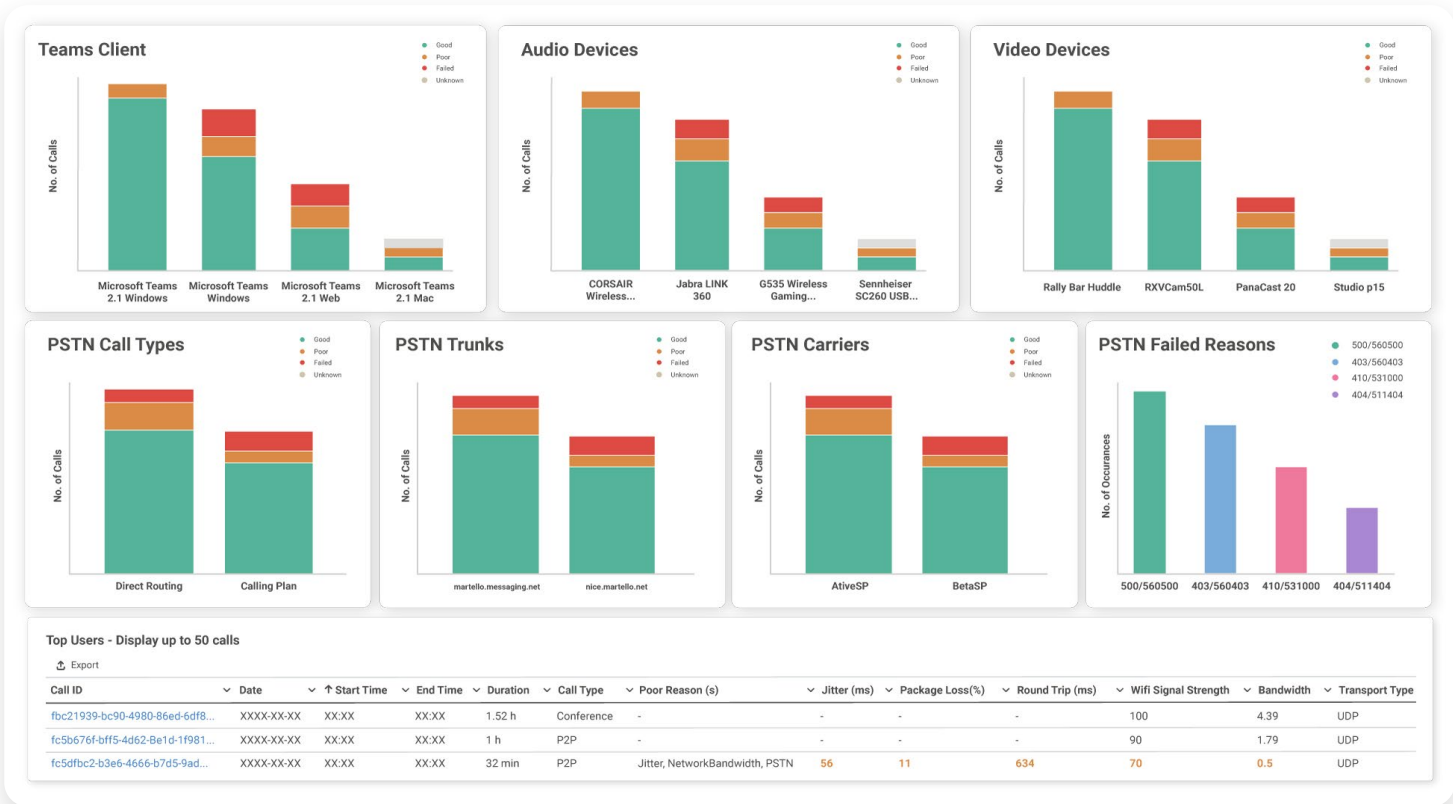 Teams Client
Good
Poor
Failed
Unknown
No. of Calls
Microsoft Teams
2.1 Windows
Microsoft Teams
Windows
Microsoft Teams
2.1 Web
Microsoft Teams
2.1 Mac
Audio Devices
Good
Poor
Failed
Unknown
No. of Calls
CORSAIR
Wireless...
Jabra LINK
360
G535 Wireless
Gaming...
Sennheiser
SC260 USB...
Video Devices
Good
Poor
Failed
Unknown
No. of Calls
Rally Bar Huddle
RXVCam50L
PanaCast 20
Studio p15
PSTN Call Types
Good
Poor
Failed
Unknown
No. of Calls
Direct Routing
Calling Plan
PSTN Trunks
Good
Poor
Failed
Unknown
No. of Calls
martello.messaging.net
nice.martello.net
PSTN Carriers
Good
Poor
Failed
Unknown
No. of Calls
AtiveSP
BetaSP
PSTN Failed Reasons
500/560500
403/560403
410/531000
404/511404
No. of Occurances
500/560500 403/560403 410/531000 404/511404
Top Users - Display up to 50 calls
Export
Call ID Date Start Time End Time Duration Call Type Poor Reason (s) Jitter (ms) Package Loss(%) Round Trip (ms) Wifi Signal Strength Bandwidth Transport Type
fbc21939-bc90-4980-86ed-6df8... XXXX-XX-XX XX:XX XX:XX 1.52 h Conference - - - - 100 4.39 UDP
fc5b676f-bff5-4d62-Be1d-1f981... XXXX-XX-XX XX:XX XX:XX 1 h P2P - - - - 90 1.79 UDP
fc5dfbc2-b3e6-4666-b7d5-9ad... XXXX-XX-XX XX:XX XX:XX 32 min P2P Jitter, NetworkBandwidth, PSTN 56 11 634 70 0.5 UDP